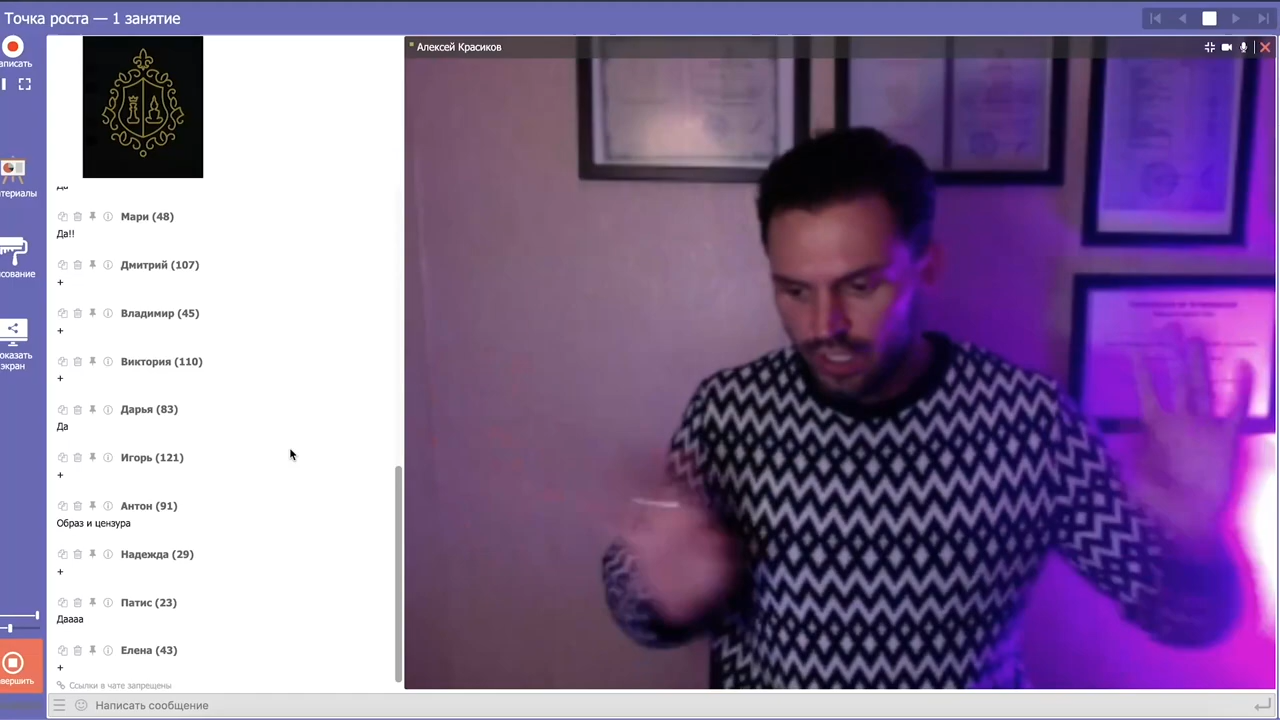 Точка роста — 1 занятие
Алексей Красиков
аписать
териалы
исование
оказать
экран
вершить
Мари (48)
Да!!
Дмитрий (107)
+
Владимир (45)
+
Виктория (110)
+
Дарья (83)
Да
Игорь (121)
+
Антон (91)
Образ и цензура
Надежда (29)
+
Патис (23)
Даааа
Елена (43)
+
Ссылки в чате запрещены
Написать сообщение